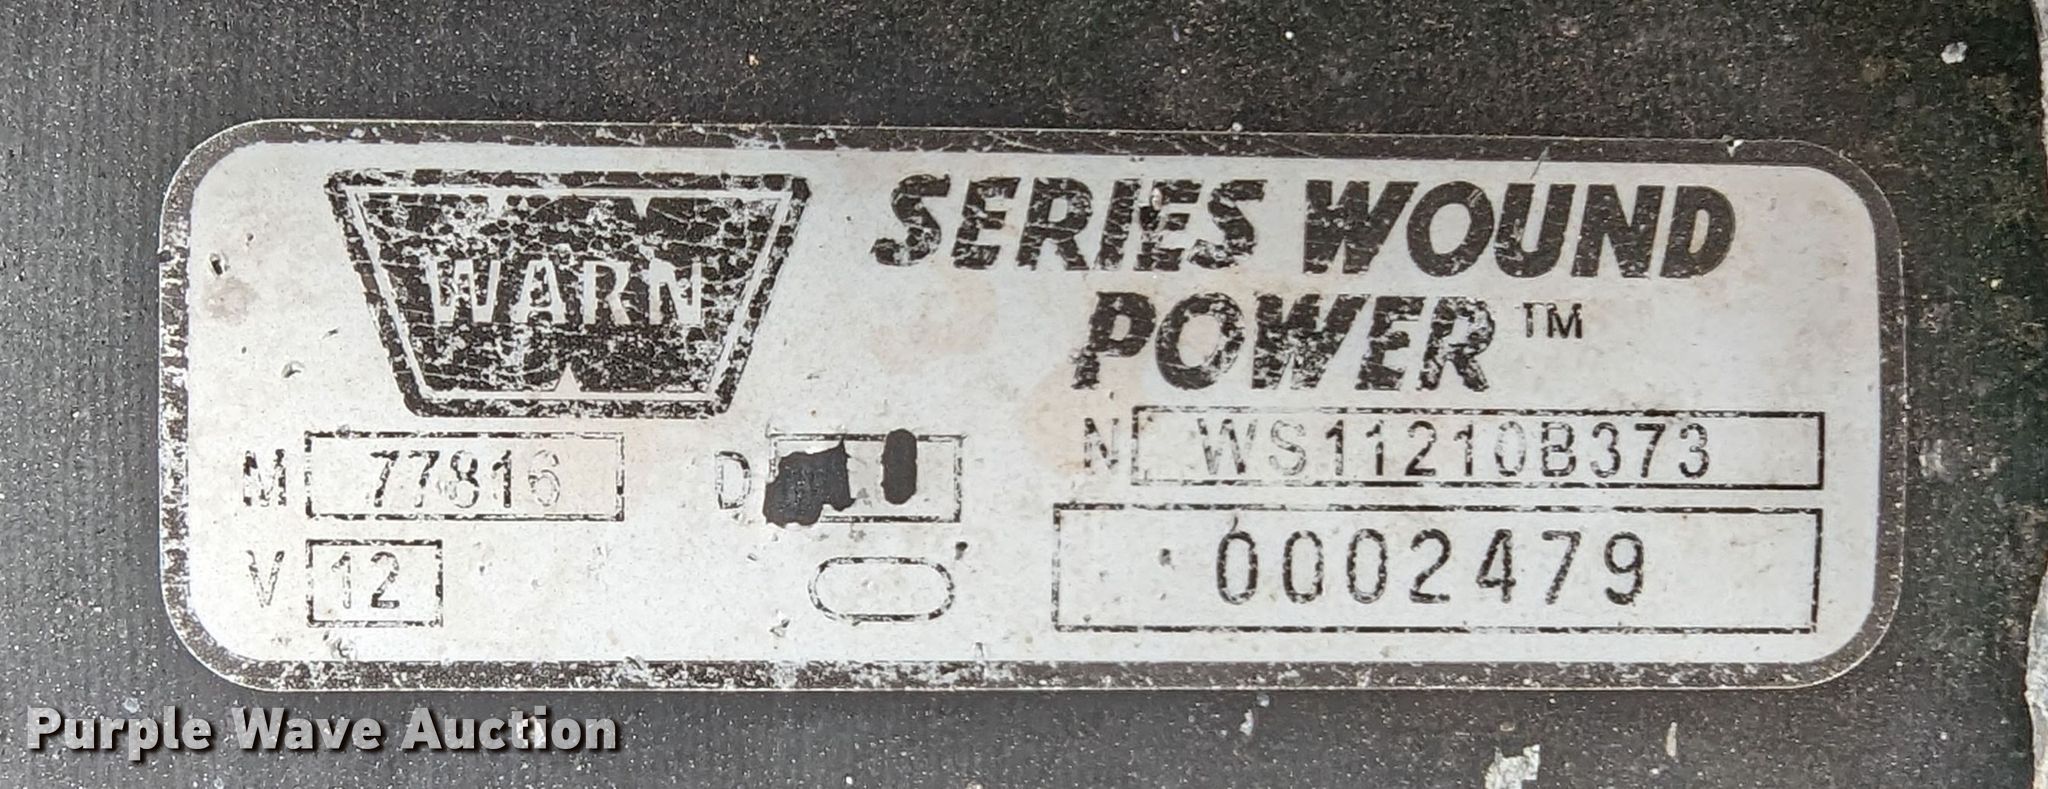 WARN
SERIES WOUND
POWER™
M 77816 D N WS11210B373
V 12 0002479
Purple Wave Auction